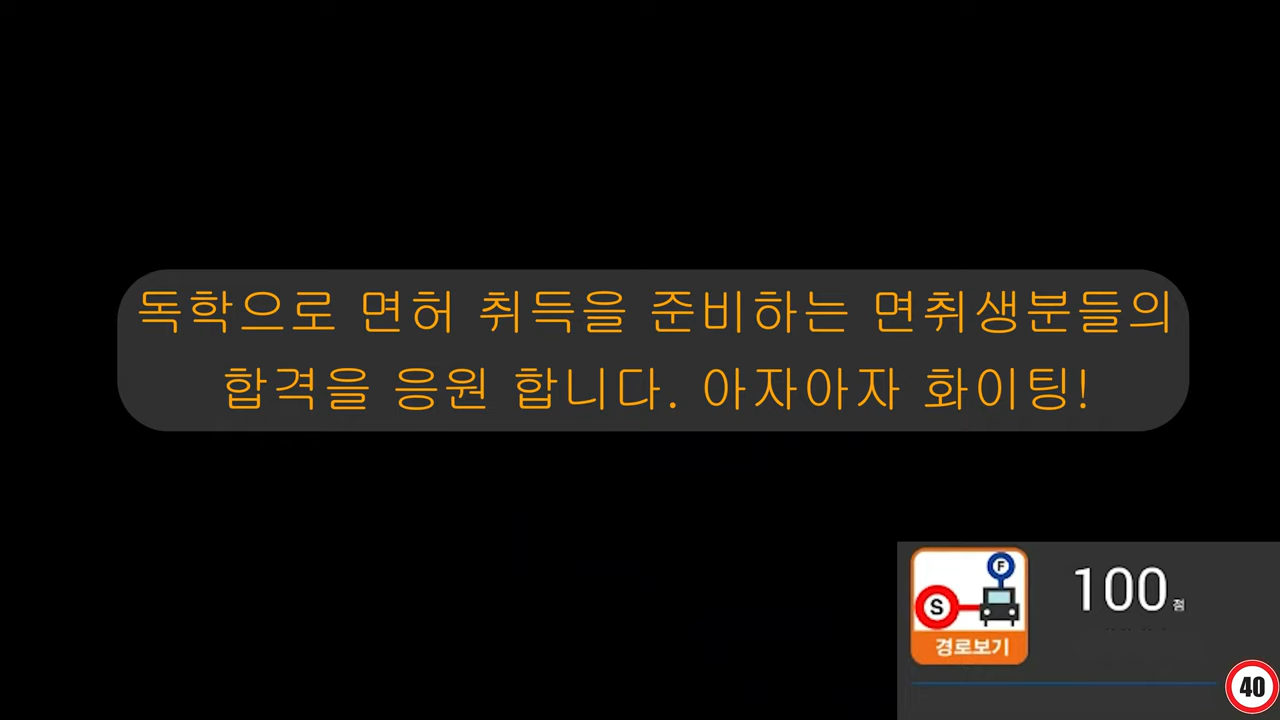 독학으로 면허 취득을 준비하는 면취생분들의
합격을 응원 합니다. 아자아자 화이팅!
F
S
경로보기
100점
40